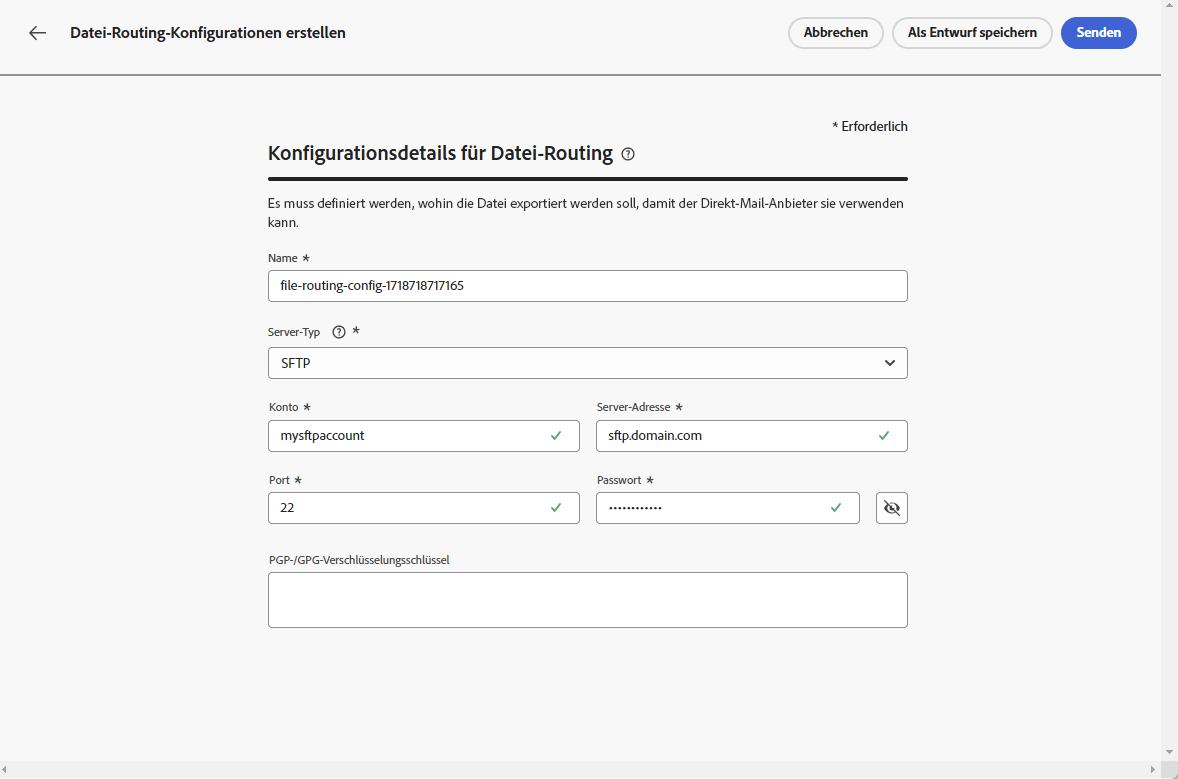 Datei-Routing-Konfigurationen erstellen
Abbrechen
Als Entwurf speichern
Senden
* Erforderlich
Konfigurationsdetails für Datei-Routing
Es muss definiert werden, wohin die Datei exportiert werden soll, damit der Direkt-Mail-Anbieter sie verwenden
kann.
Name *
file-routing-config-1718718717165
Server-Typ *
SFTP
Konto *
Server-Adresse *
mysftpaccount
sftp.domain.com
Port *
Passwort *
22
••••••••••••
PGP-/GPG-Verschlüsselungsschlüssel